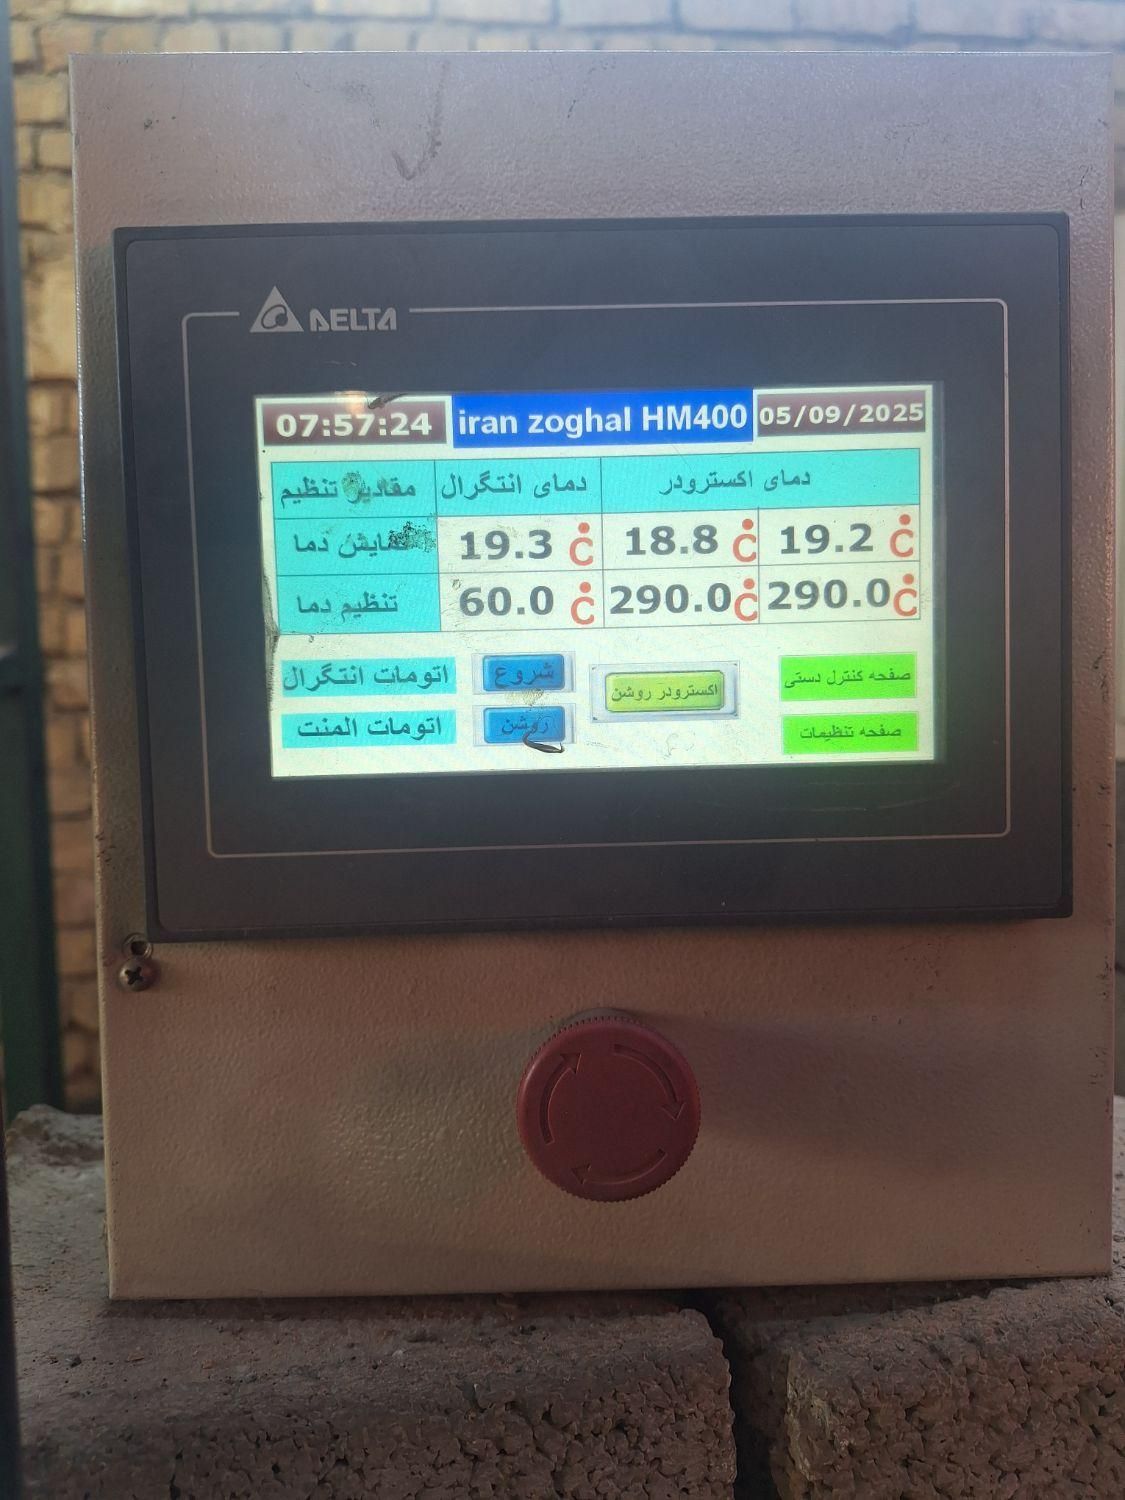 DELTA
07:57:24 iran zoghal HM400 05/09/2025
مقادیر تنظیم دمای انتگرال دمای اکسترودر
نمایش دما 19.3 °C 18.8 °C 19.2 °C
تنظیم دما 60.0 °C 290.0 °C 290.0 °C
اتومات انتگرال شروع اکسترودر روشن صفحه کنترل دستی
اتومات المنت روشن صفحه تنظیمات